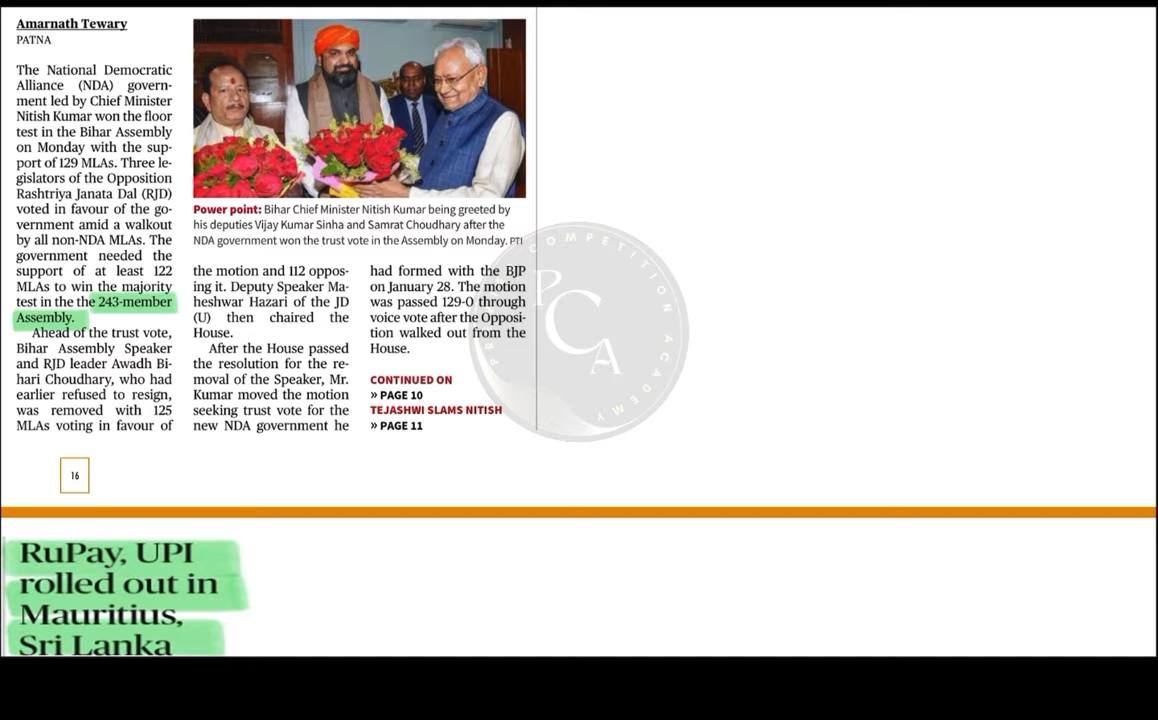 Amarnath Tewary
PATNA
The National Democratic
Alliance (NDA) govern-
ment led by Chief Minister
Nitish Kumar won the floor
test in the Bihar Assembly
on Monday with the sup-
port of 129 MLAs. Three le-
gislators of the Opposition
Rashtriya Janata Dal (RJD)
voted in favour of the go-
vernment amid a walkout
by all non-NDA MLAs. The
government needed the
support of at least 122
MLAs to win the majority
test in the the 243-member
Assembly.
Ahead of the trust vote,
Bihar Assembly Speaker
and RJD leader Awadh Bi-
hari Choudhary, who had
earlier refused to resign,
was removed with 125
MLAs voting in favour of
Power point: Bihar Chief Minister Nitish Kumar being greeted by
his deputies Vijay Kumar Sinha and Samrat Choudhary after the
NDA government won the trust vote in the Assembly on Monday. PTI
the motion and 112 oppos-
ing it. Deputy Speaker Ma-
heshwar Hazari of the JD
(U) then chaired the
House.
After the House passed
the resolution for the re-
moval of the Speaker, Mr.
Kumar moved the motion
seeking trust vote for the
new NDA government he
had formed with the BJP
on January 28. The motion
was passed 129-0 through
voice vote after the Opposi-
tion walked out from the
House.
CONTINUED ON
» PAGE 10
TEJASHWI SLAMS NITISH
» PAGE 11
PCA
COMPETITION ACADEMY
16
RuPay, UPI
rolled out in
Mauritius,
Sri Lanka